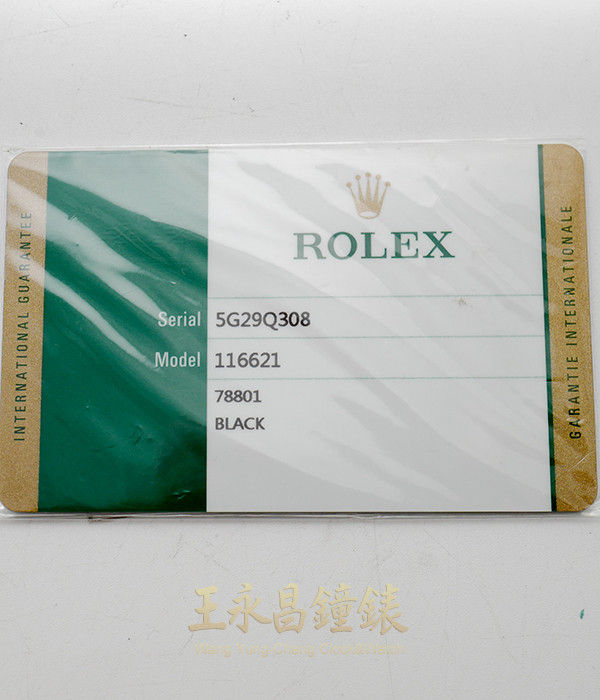 INTERNATIONAL GUARANTEE
ROLEX
Serial 5G29Q308
Model 116621
78801
BLACK
GARANTIE INTERNATIONALE
王永昌鐘錶